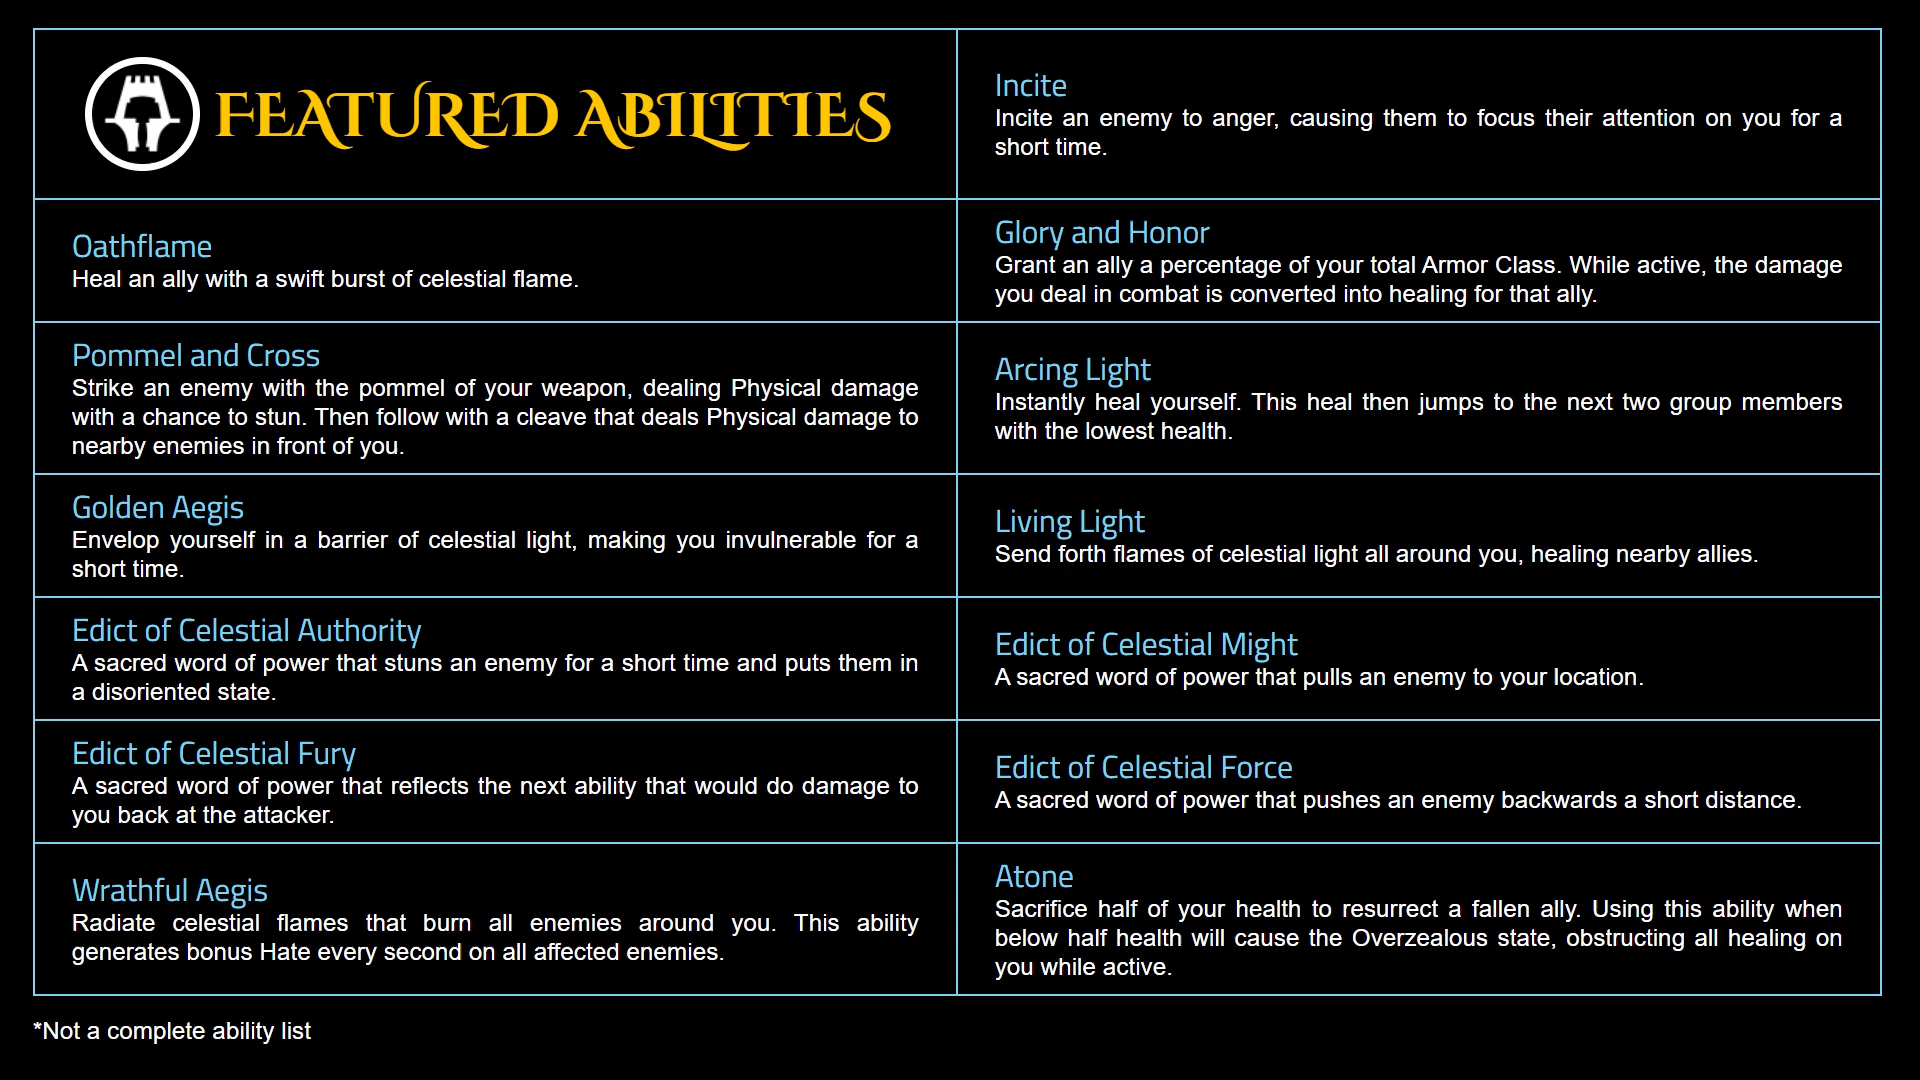 FEATURED ABILITIES
Incite
Incite an enemy to anger, causing them to focus their attention on you for a
short time.
Oathflame
Heal an ally with a swift burst of celestial flame.
Glory and Honor
Grant an ally a percentage of your total Armor Class. While active, the damage
you deal in combat is converted into healing for that ally.
Pommel and Cross
Strike an enemy with the pommel of your weapon, dealing Physical damage
with a chance to stun. Then follow with a cleave that deals Physical damage to
nearby enemies in front of you.
Arcing Light
Instantly heal yourself. This heal then jumps to the next two group members
with the lowest health.
Golden Aegis
Envelop yourself in a barrier of celestial light, making you invulnerable for a
short time.
Living Light
Send forth flames of celestial light all around you, healing nearby allies.
Edict of Celestial Authority
A sacred word of power that stuns an enemy for a short time and puts them in
a disoriented state.
Edict of Celestial Might
A sacred word of power that pulls an enemy to your location.
Edict of Celestial Fury
A sacred word of power that reflects the next ability that would do damage to
you back at the attacker.
Edict of Celestial Force
A sacred word of power that pushes an enemy backwards a short distance.
Wrathful Aegis
Radiate celestial flames that burn all enemies around you. This ability
generates bonus Hate every second on all affected enemies.
Atone
Sacrifice half of your health to resurrect a fallen ally. Using this ability when
below half health will cause the Overzealous state, obstructing all healing on
you while active.
*Not a complete ability list